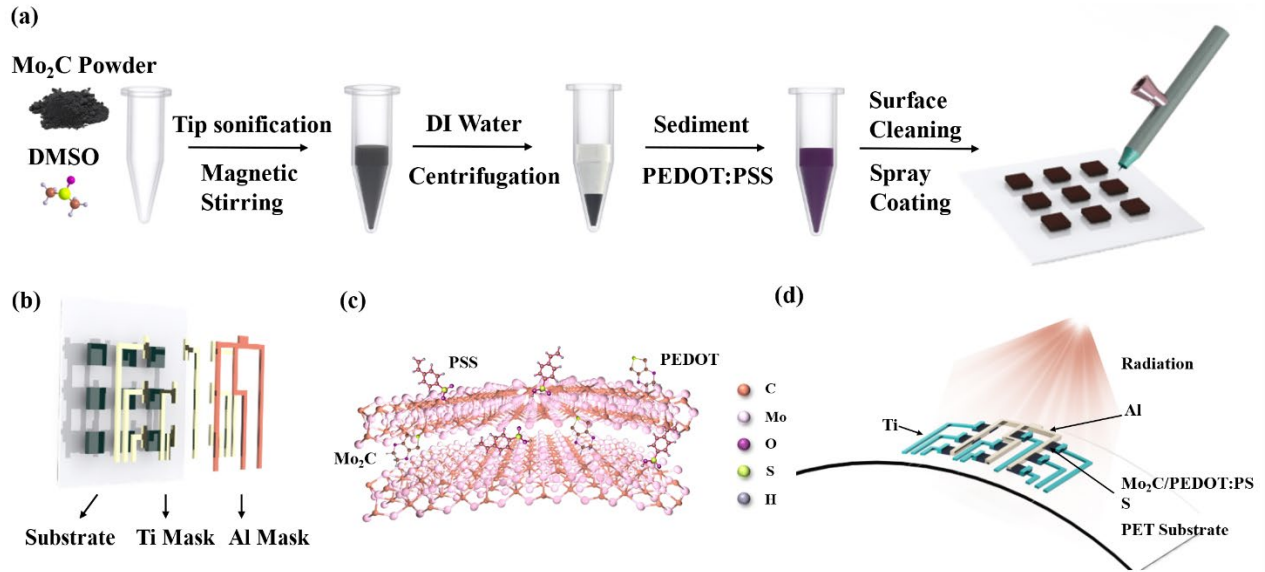 (a)
Mo₂C Powder
DMSO
Tip sonification
Magnetic
Stirring
DI Water
Centrifugation
Sediment
PEDOT:PSS
Surface
Cleaning
Spray
Coating
(b)
Substrate
Ti Mask
Al Mask
(c)
PSS
PEDOT
Mo₂C
C
Mo
O
S
H
(d)
Radiation
Al
Ti
Mo₂C/PEDOT:PS
S
PET Substrate